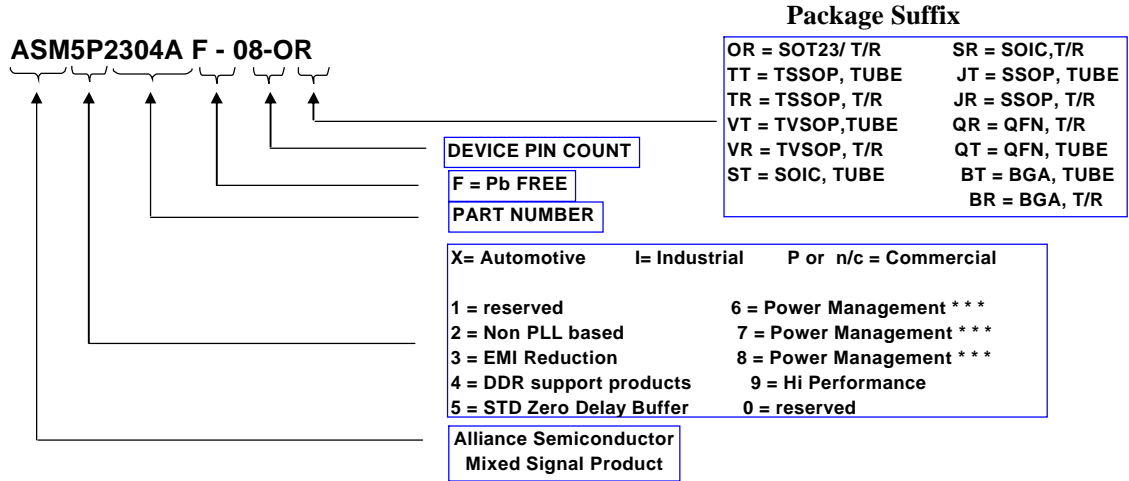 Package Suffix
ASM5P2304A F - 08-OR
OR = SOT23/ T/R SR = SOIC,T/R
TT = TSSOP, TUBE JT = SSOP, TUBE
TR = TSSOP, T/R JR = SSOP, T/R
VT = TVSOP,TUBE QR = QFN, T/R
VR = TVSOP, T/R QT = QFN, TUBE
ST = SOIC, TUBE BT = BGA, TUBE
BR = BGA, T/R
DEVICE PIN COUNT
F = Pb FREE
PART NUMBER
X= Automotive I= Industrial P or n/c = Commercial
1 = reserved 6 = Power Management * * *
2 = Non PLL based 7 = Power Management * * *
3 = EMI Reduction 8 = Power Management * * *
4 = DDR support products 9 = Hi Performance
5 = STD Zero Delay Buffer 0 = reserved
Alliance Semiconductor
Mixed Signal Product